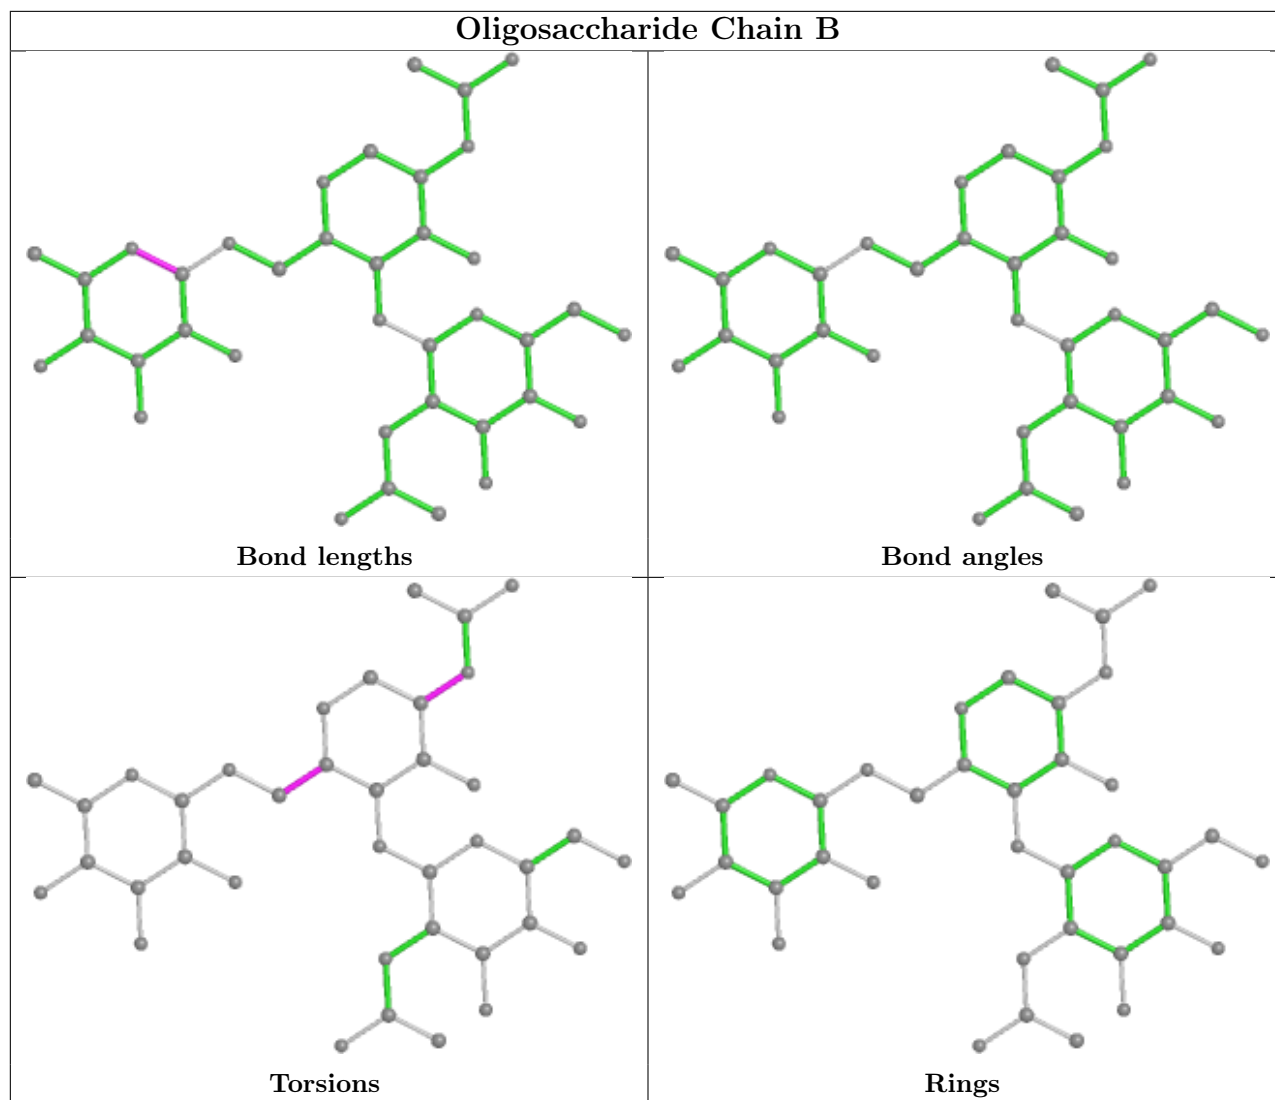 Oligosaccharide Chain B
Bond lengths
Bond angles
Torsions
Rings